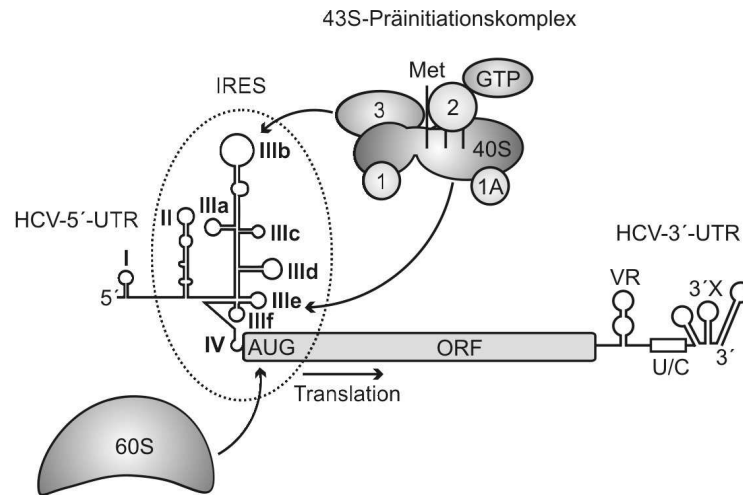 43S-Präinitiationskomplex
IRES
Met
GTP
2
3
40S
1
1A
IIIb
HCV-5´-UTR
II
IIIa
IIIc
HCV-3´-UTR
I
IIId
VR
3´X
5´
IIIe
IIIf
IV
AUG
ORF
U/C
3´
Translation
60S